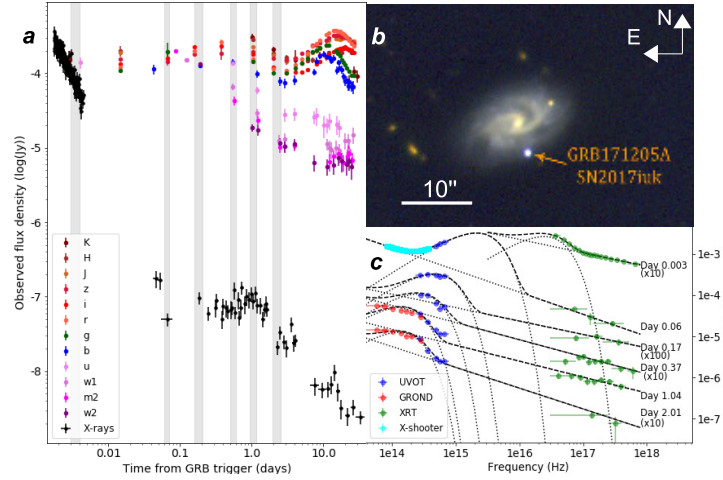 a
Observed flux density (log(Jy))
-4
-5
-6
-7
-8
K
H
J
z
i
r
g
b
u
w1
m2
w2
X-rays
0.01
0.1
1.0
10.0
Time from GRB trigger (days)
b
N
E
GRB171205A
SN2017iuk
10"
c
1e-3
1e-4
1e-5
1e-6
1e-7
Day 0.003
(x10)
Day 0.06
Day 0.17
(x100)
Day 0.37
(x10)
Day 1.04
Day 2.01
(x10)
UVOT
GROND
XRT
X-shooter
1e14
1e15
1e16
1e17
1e18
Frequency (Hz)